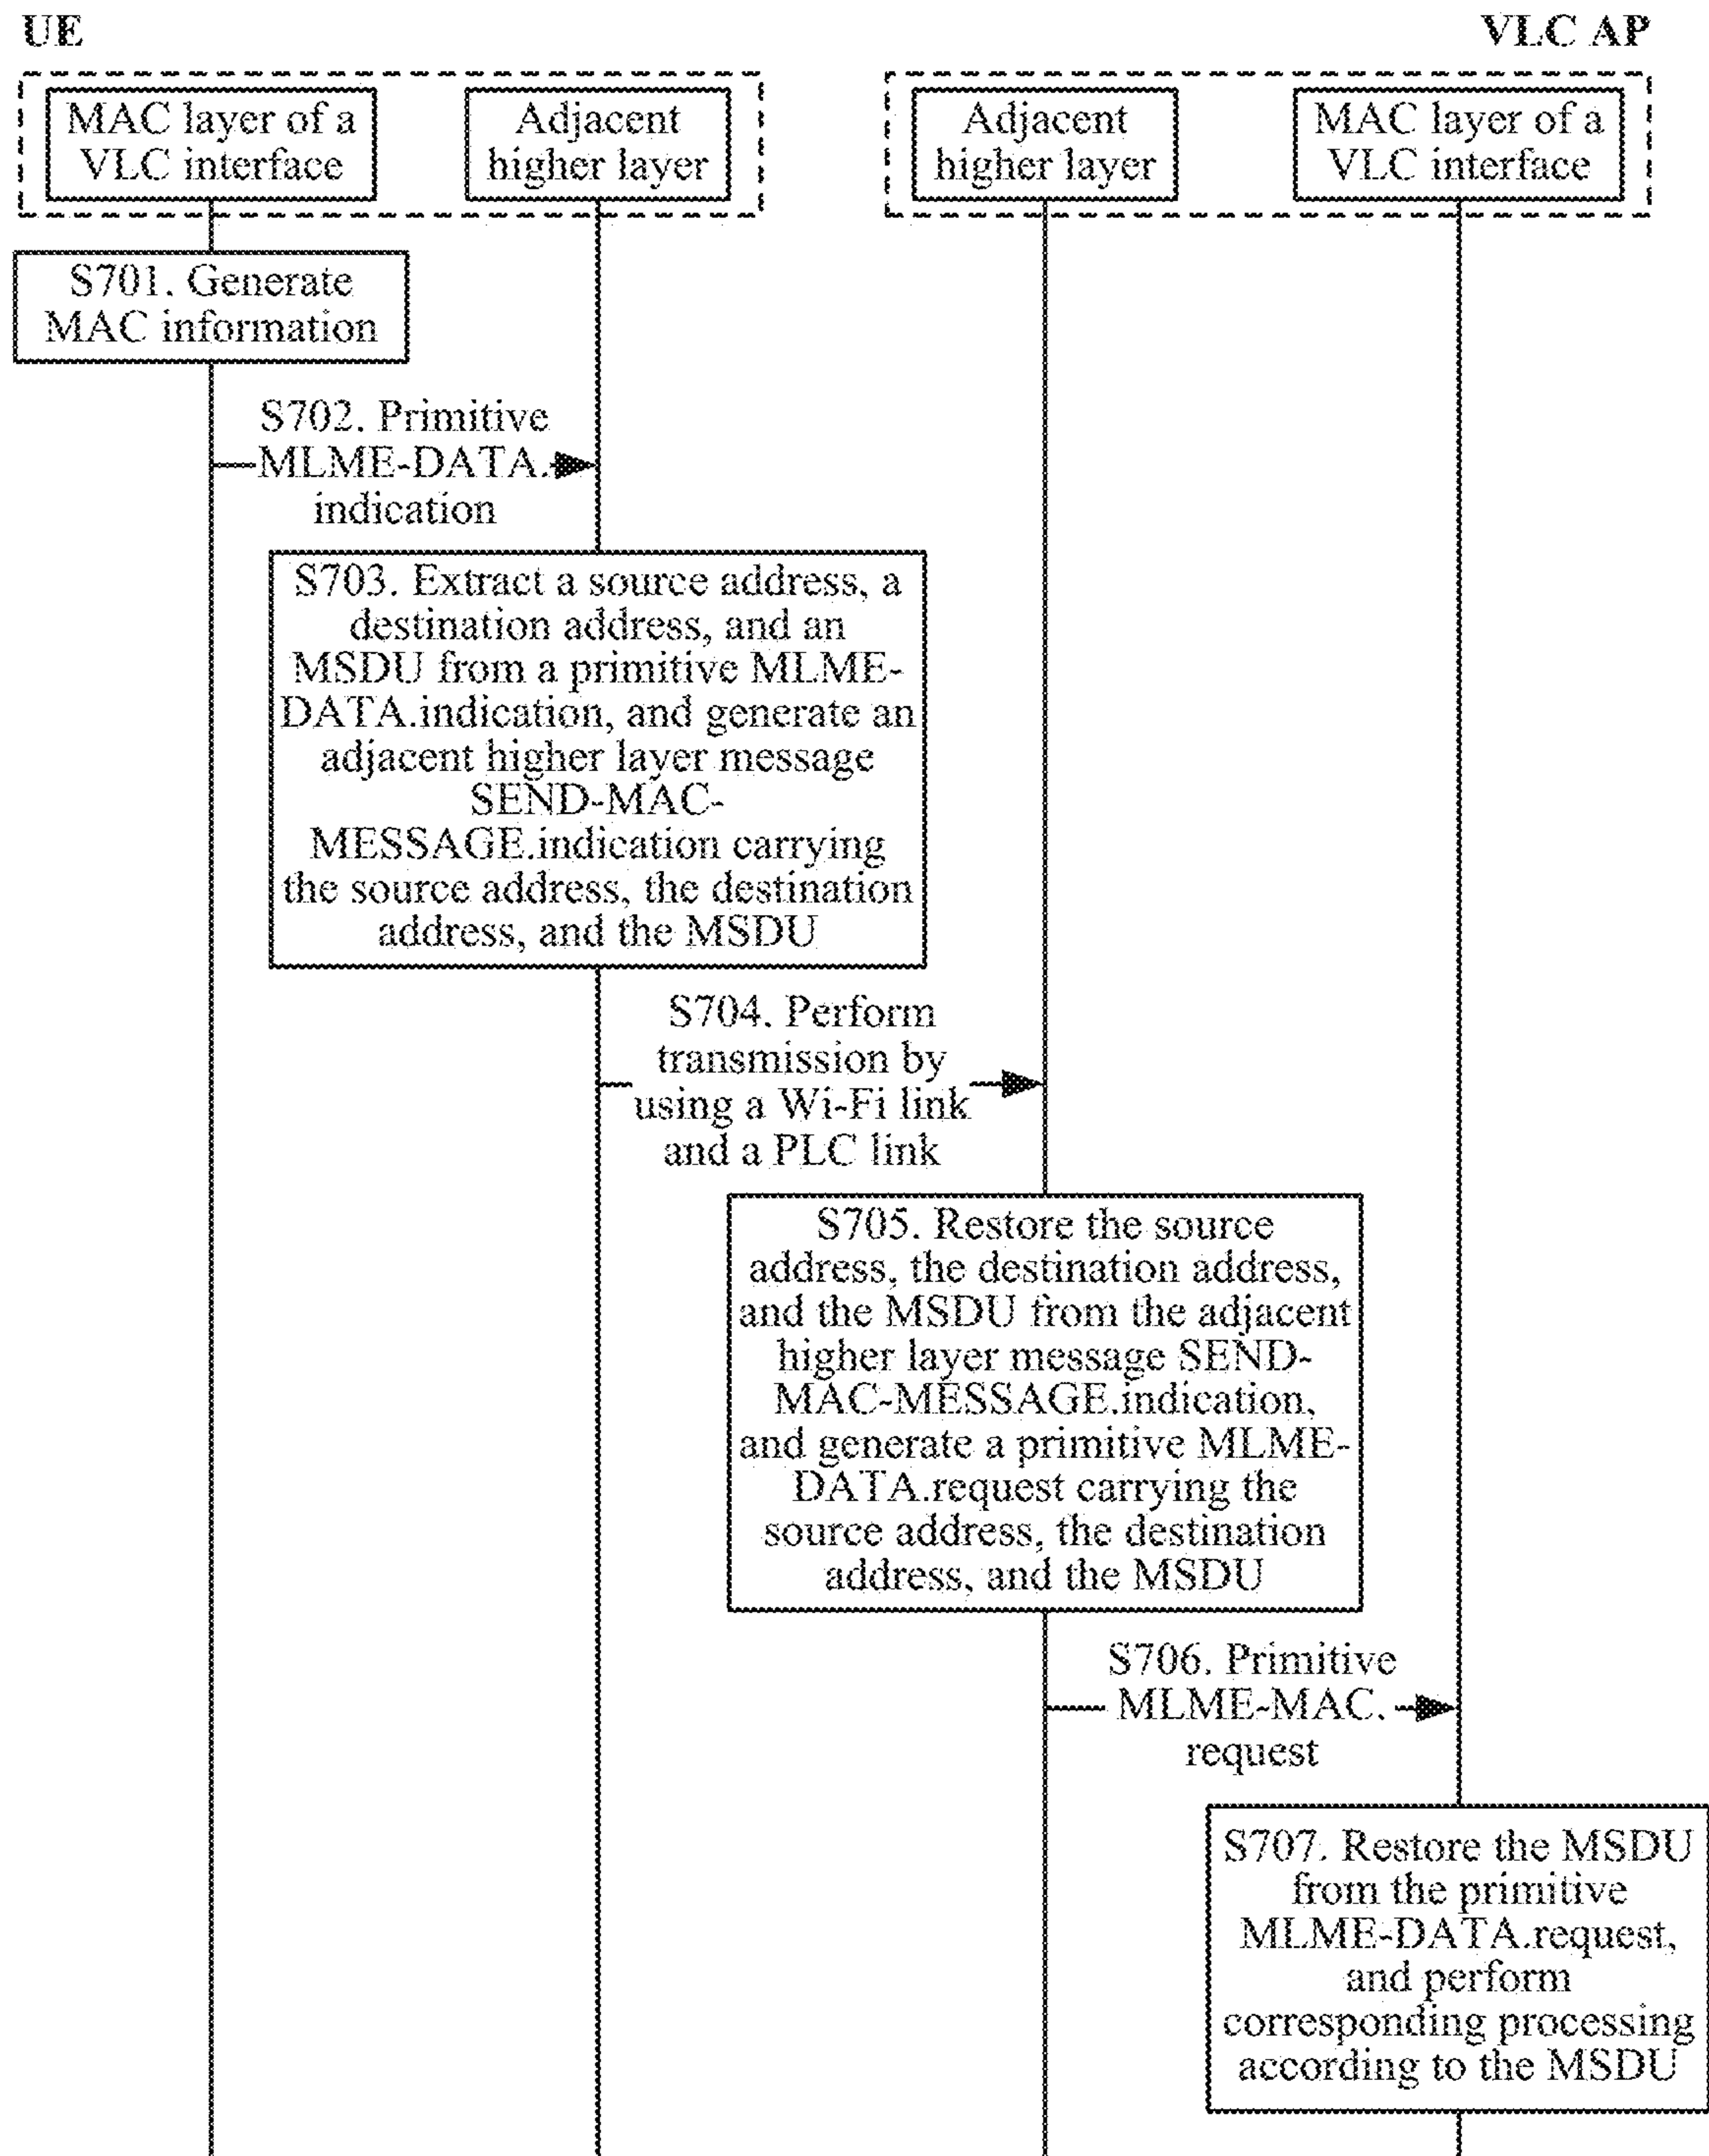 UE
VLC AP
MAC layer of a
VLC interface
Adjacent
higher layer
Adjacent
higher layer
MAC layer of a
VLC interface
S701. Generate
MAC information
S702. Primitive
MLME-DATA.
indication
S703. Extract a source address, a
destination address, and an
MSDU from a primitive MLME-
DATA.indication, and generate an
adjacent higher layer message
SEND-MAC-
MESSAGE.indication carrying
the source address, the destination
address, and the MSDU
S704. Perform
transmission by
using a Wi-Fi link
and a PLC link
S705. Restore the source
address, the destination address,
and the MSDU from the adjacent
higher layer message SEND-
MAC-MESSAGE.indication,
and generate a primitive MLME-
DATA.request carrying the
source address, the destination
address, and the MSDU
S706. Primitive
MLME-MAC.
request
S707. Restore the MSDU
from the primitive
MLME-DATA.request,
and perform
corresponding processing
according to the MSDU